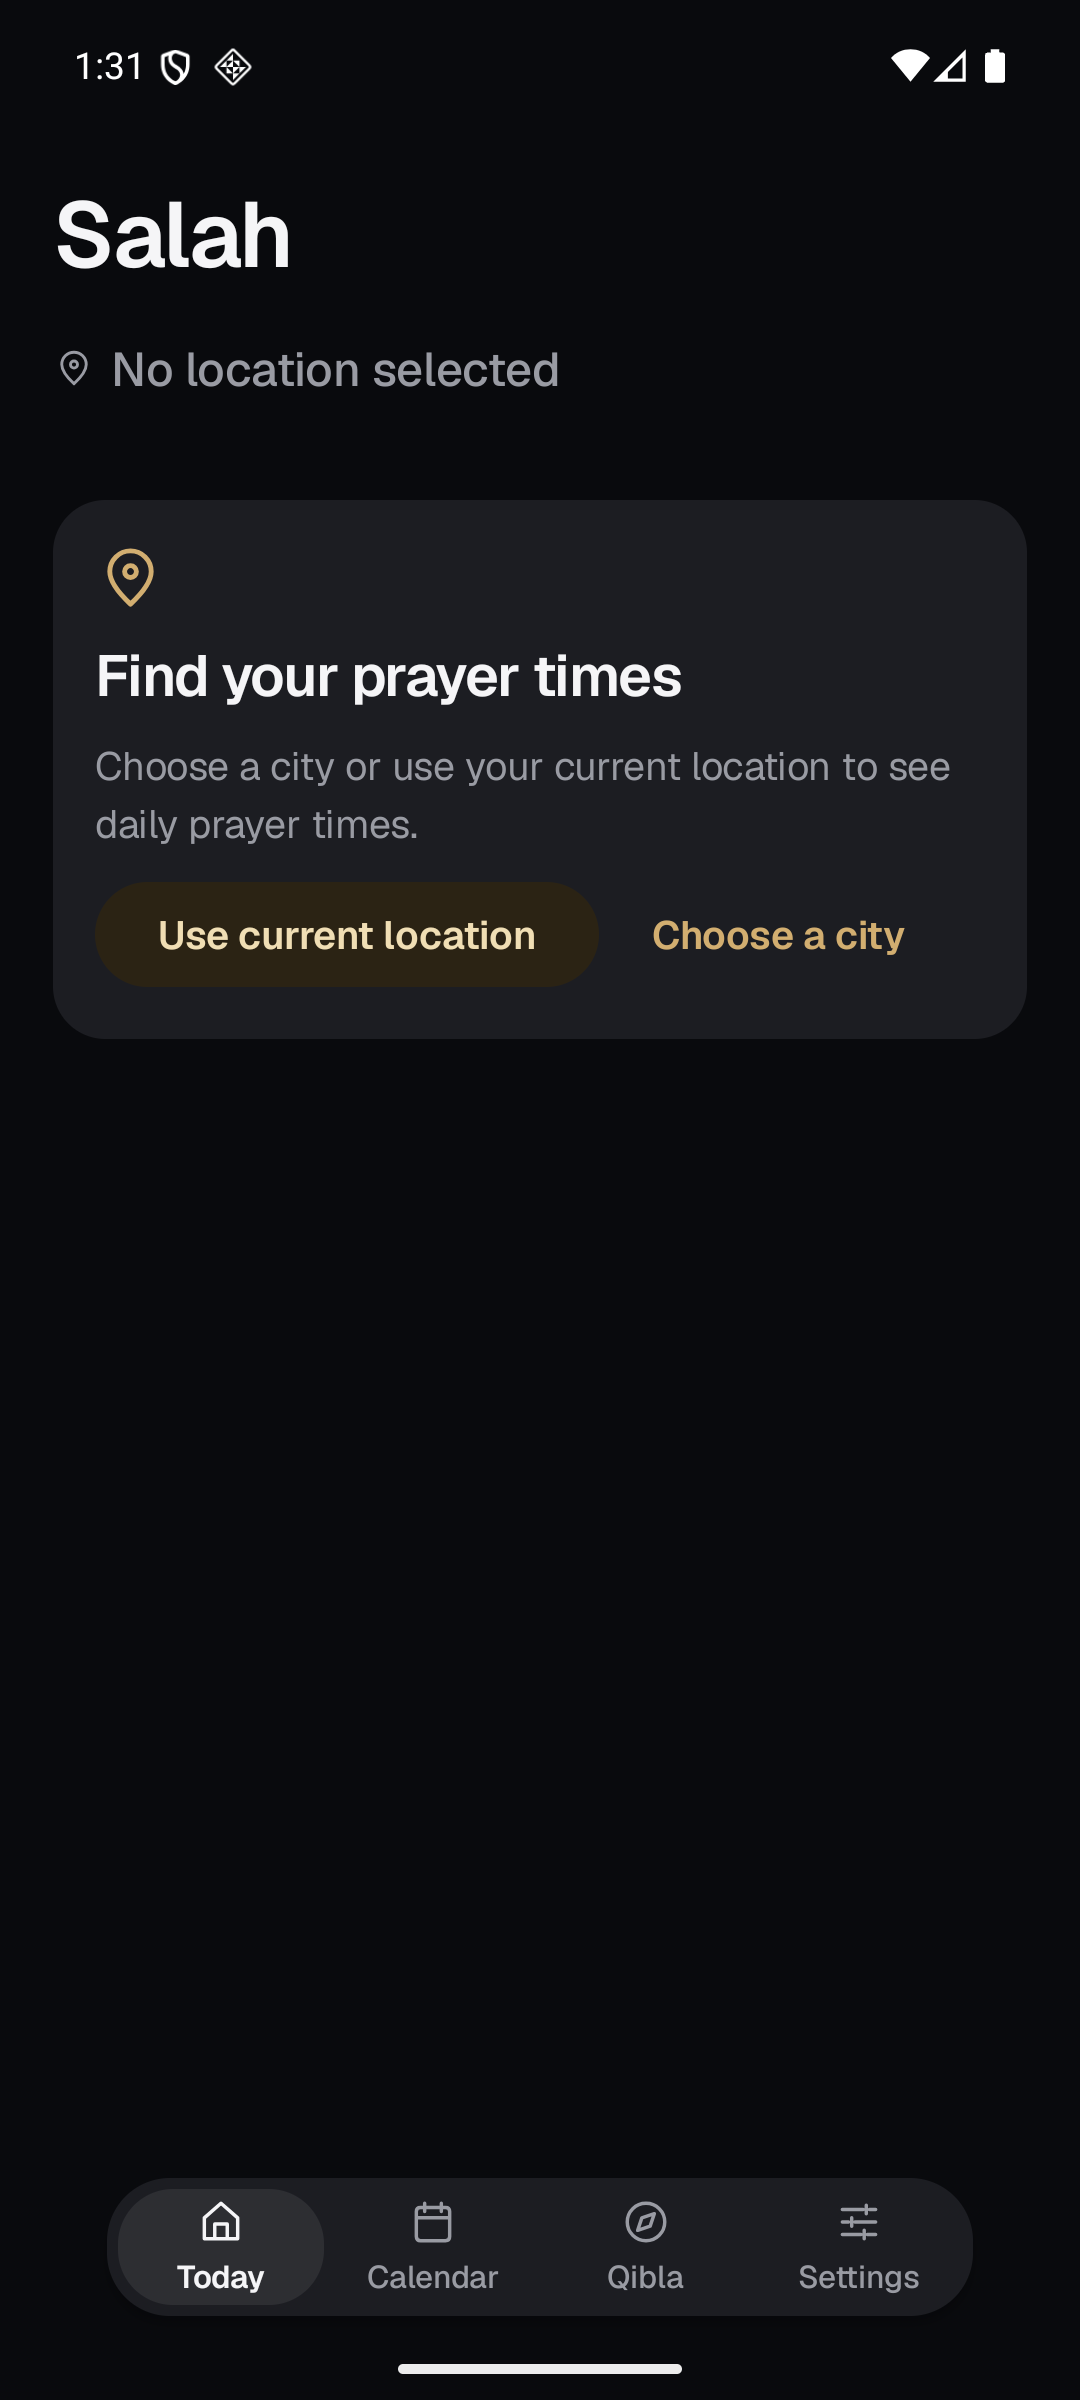 1:31
Salah
No location selected
Find your prayer times
Choose a city or use your current location to see
daily prayer times.
Use current location
Choose a city
Today
Calendar
Qibla
Settings